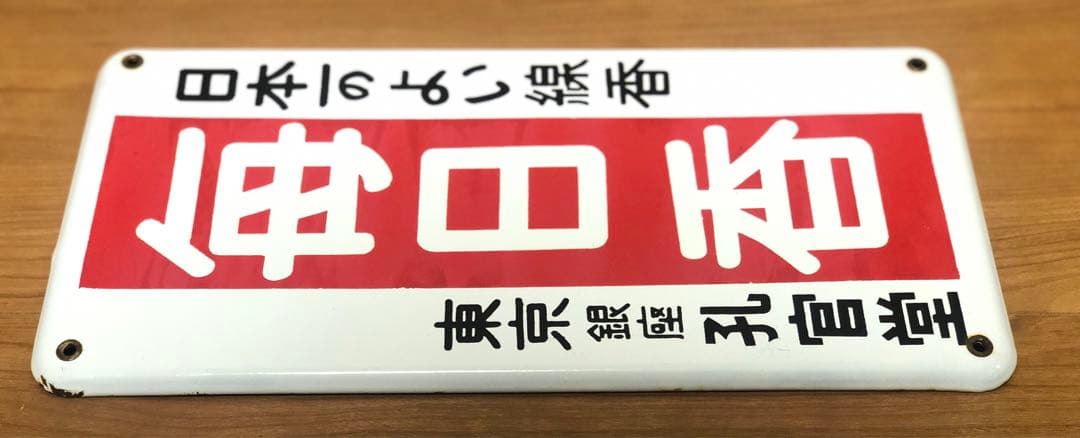 日本一のよい線香
毎日香
東京銀座孔官堂